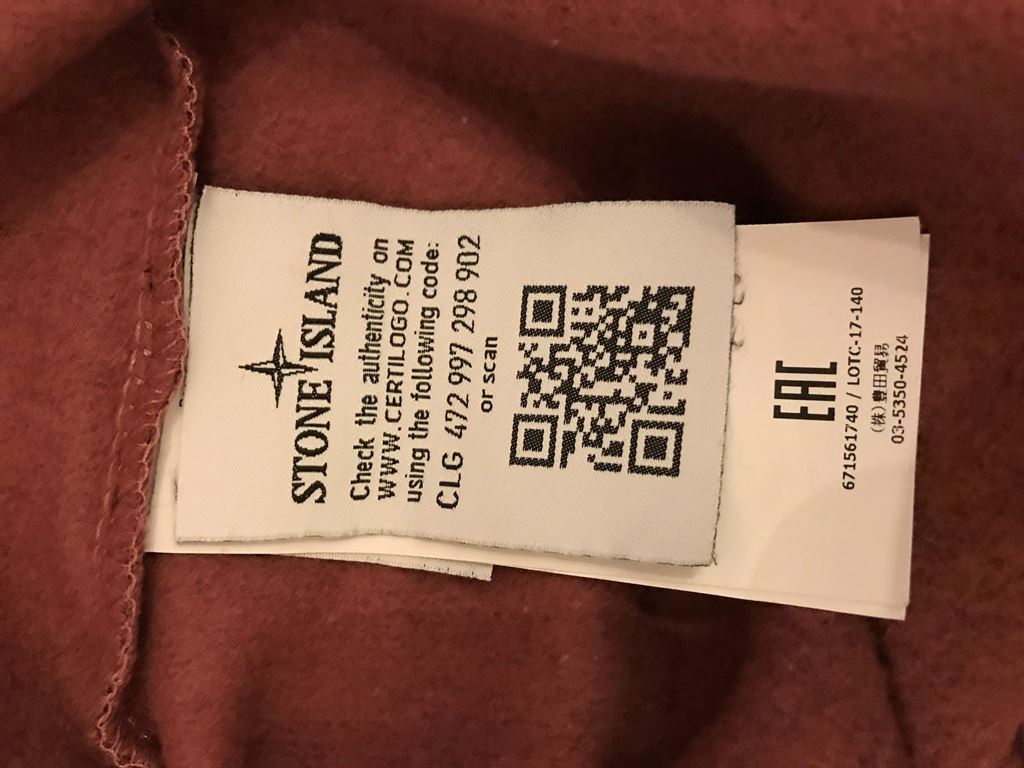 STONE ISLAND
Check the authenticity on
WWW.CERTILOGO.COM
using the following code:
CLG 472 997 298 902
or scan
EAC
671561740 / LOTC-17-140
(株) 豊田貿易
03-5350-4524